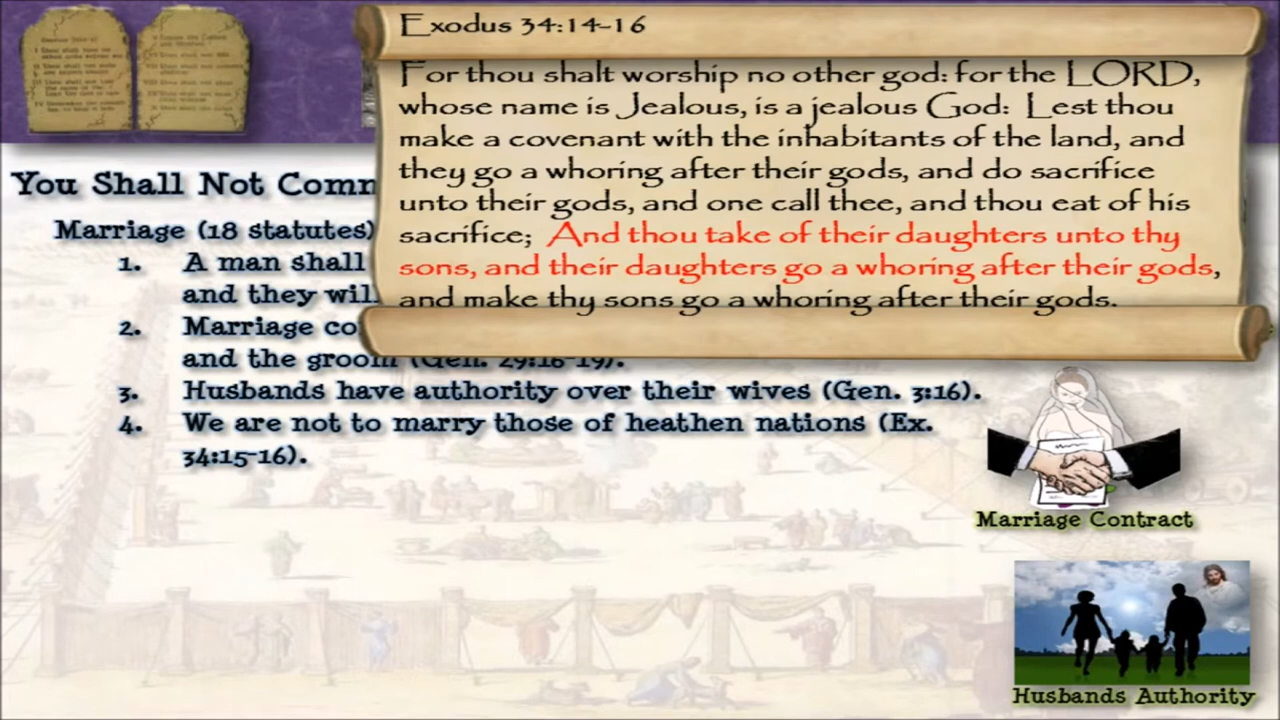 Exodus 34:14-16
For thou shalt worship no other god: for the LORD,
whose name is Jealous, is a jealous God: Lest thou
make a covenant with the inhabitants of the land, and
they go a whoring after their gods, and do sacrifice
unto their gods, and one call thee, and thou eat of his
sacrifice; And thou take of their daughters unto thy
sons, and their daughters go a whoring after their gods,
and make thy sons go a whoring after their gods.
You Shall Not Comm
Marriage (18 statutes)
1. A man shall
and they will
2. Marriage co
and the groom (Gen. 29:18-19).
3. Husbands have authority over their wives (Gen. 3:16).
4. We are not to marry those of heathen nations (Ex.
34:15-16).
Marriage Contract
Husbands Authority